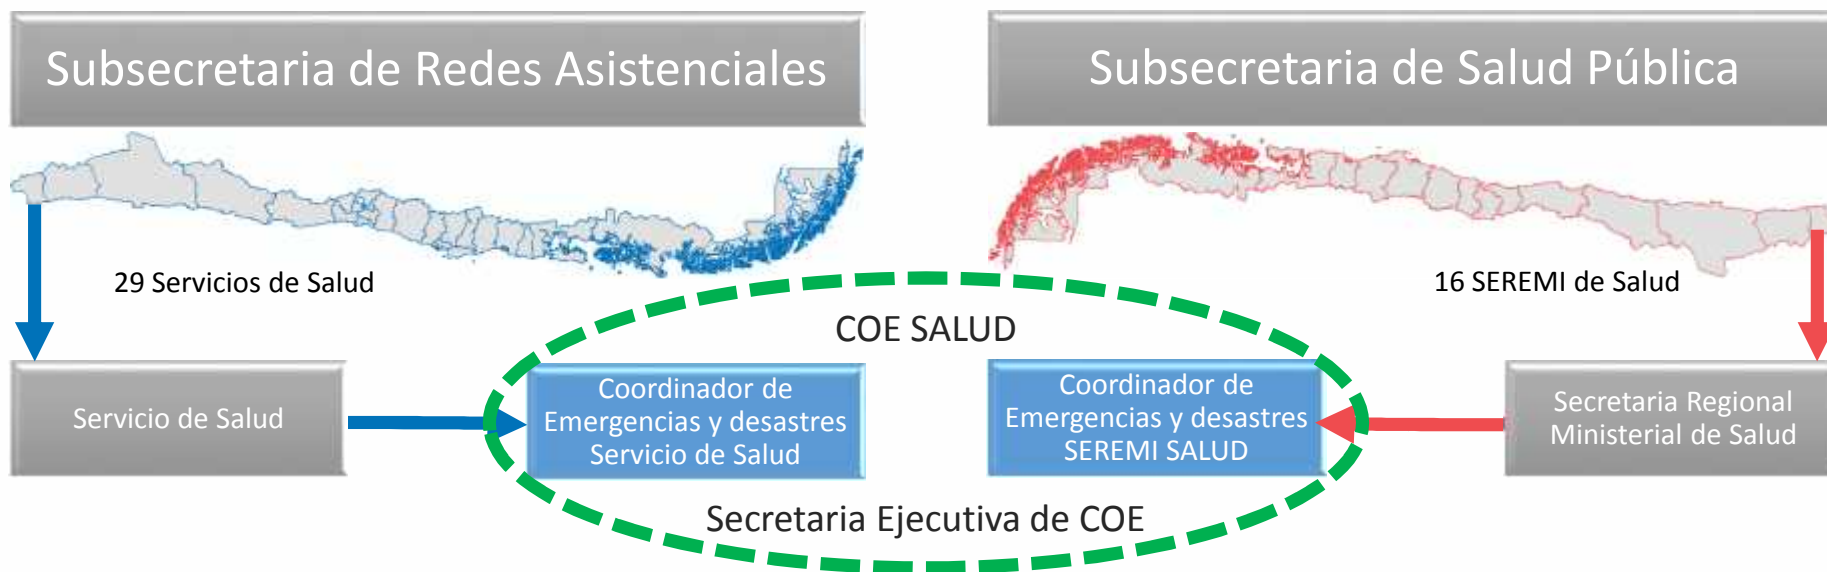 Subsecretaria de Redes Asistenciales
Subsecretaria de Salud Pública
29 Servicios de Salud
16 SEREMI de Salud
COE SALUD
Servicio de Salud
Coordinador de
Emergencias y desastres
Servicio de Salud
Coordinador de
Emergencias y desastres
SEREMI SALUD
Secretaria Regional
Ministerial de Salud
Secretaria Ejecutiva de COE